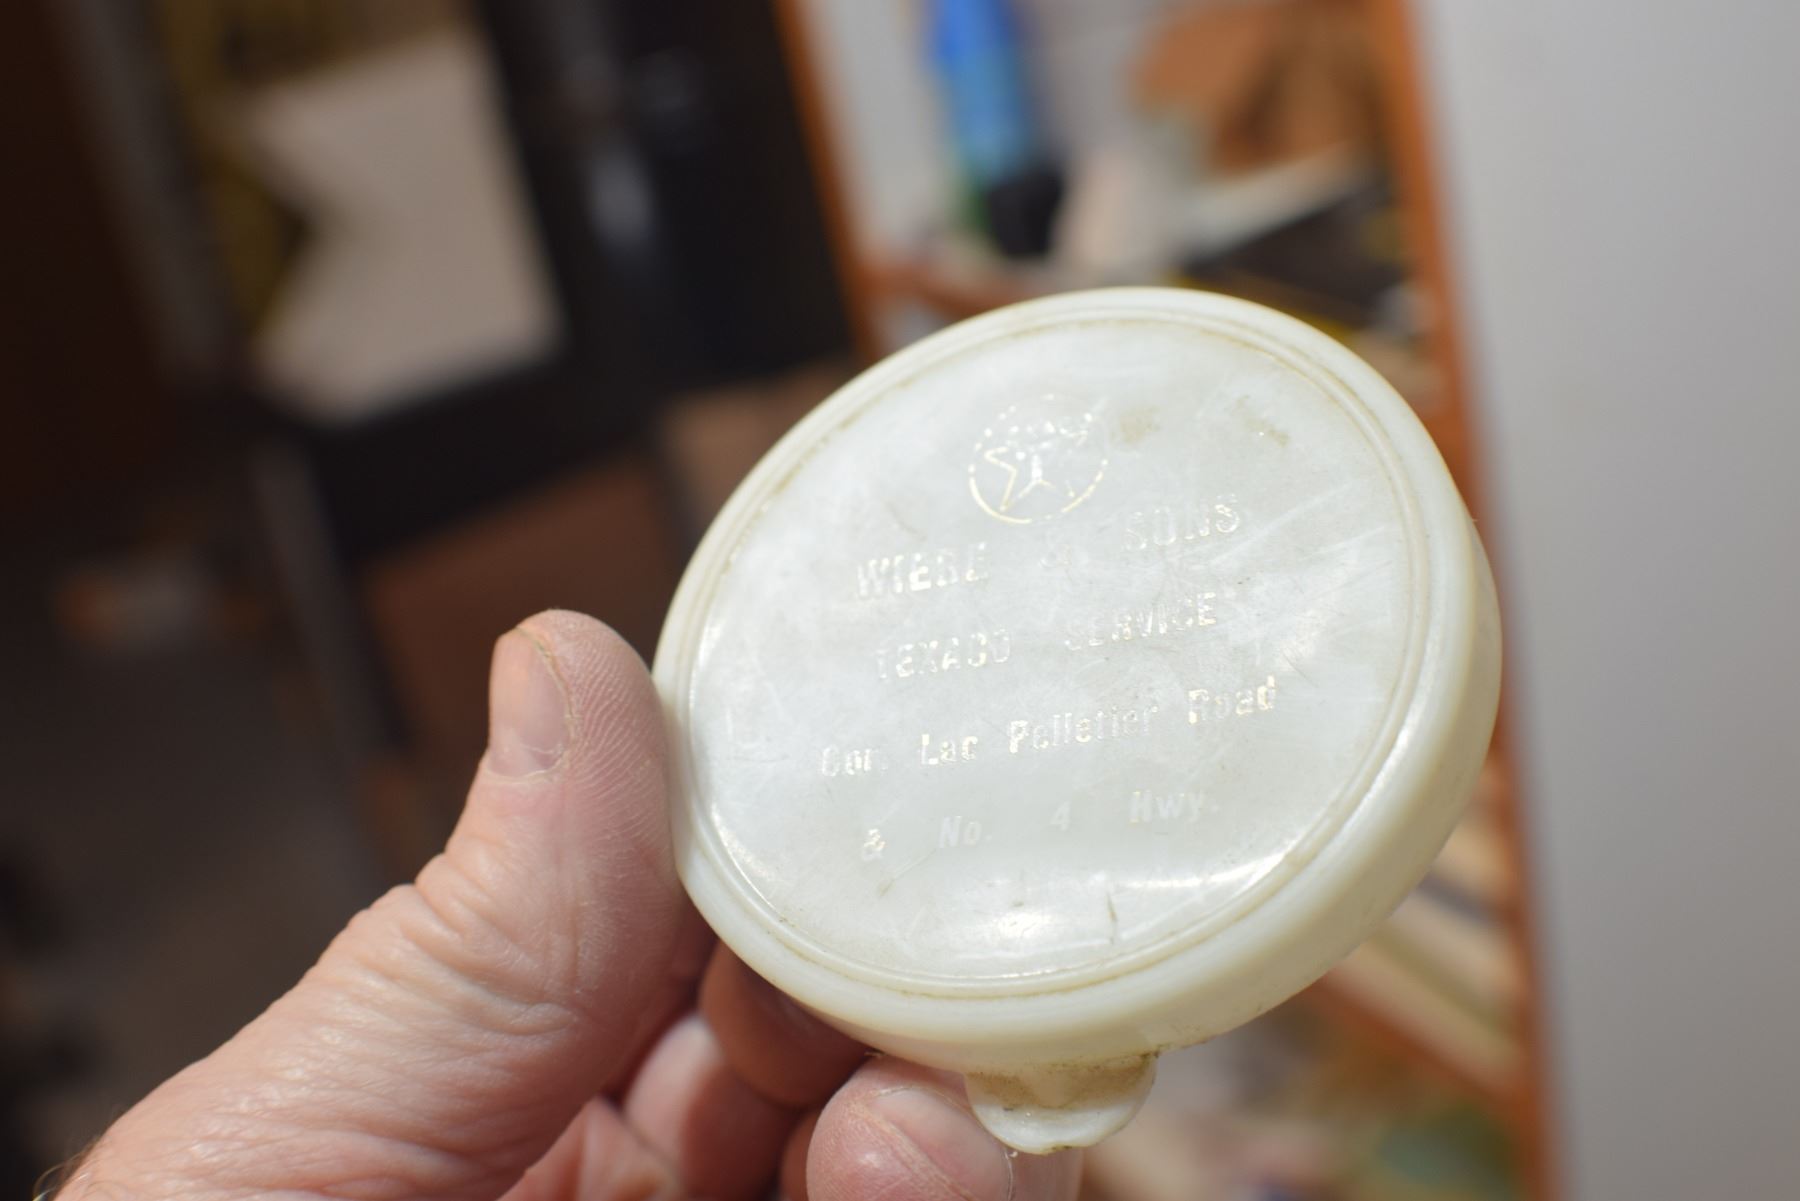 WIEBE & SONS
TEXACO SERVICE
Cor. Lac Pelletier Road
& No. 4 Hwy.